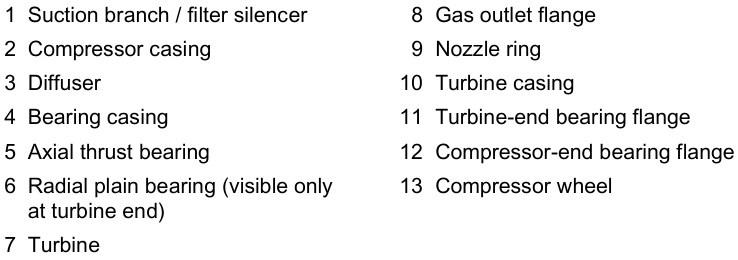 1 Suction branch / filter silencer
2 Compressor casing
3 Diffuser
4 Bearing casing
5 Axial thrust bearing
6 Radial plain bearing (visible only
at turbine end)
7 Turbine
8 Gas outlet flange
9 Nozzle ring
10 Turbine casing
11 Turbine-end bearing flange
12 Compressor-end bearing flange
13 Compressor wheel